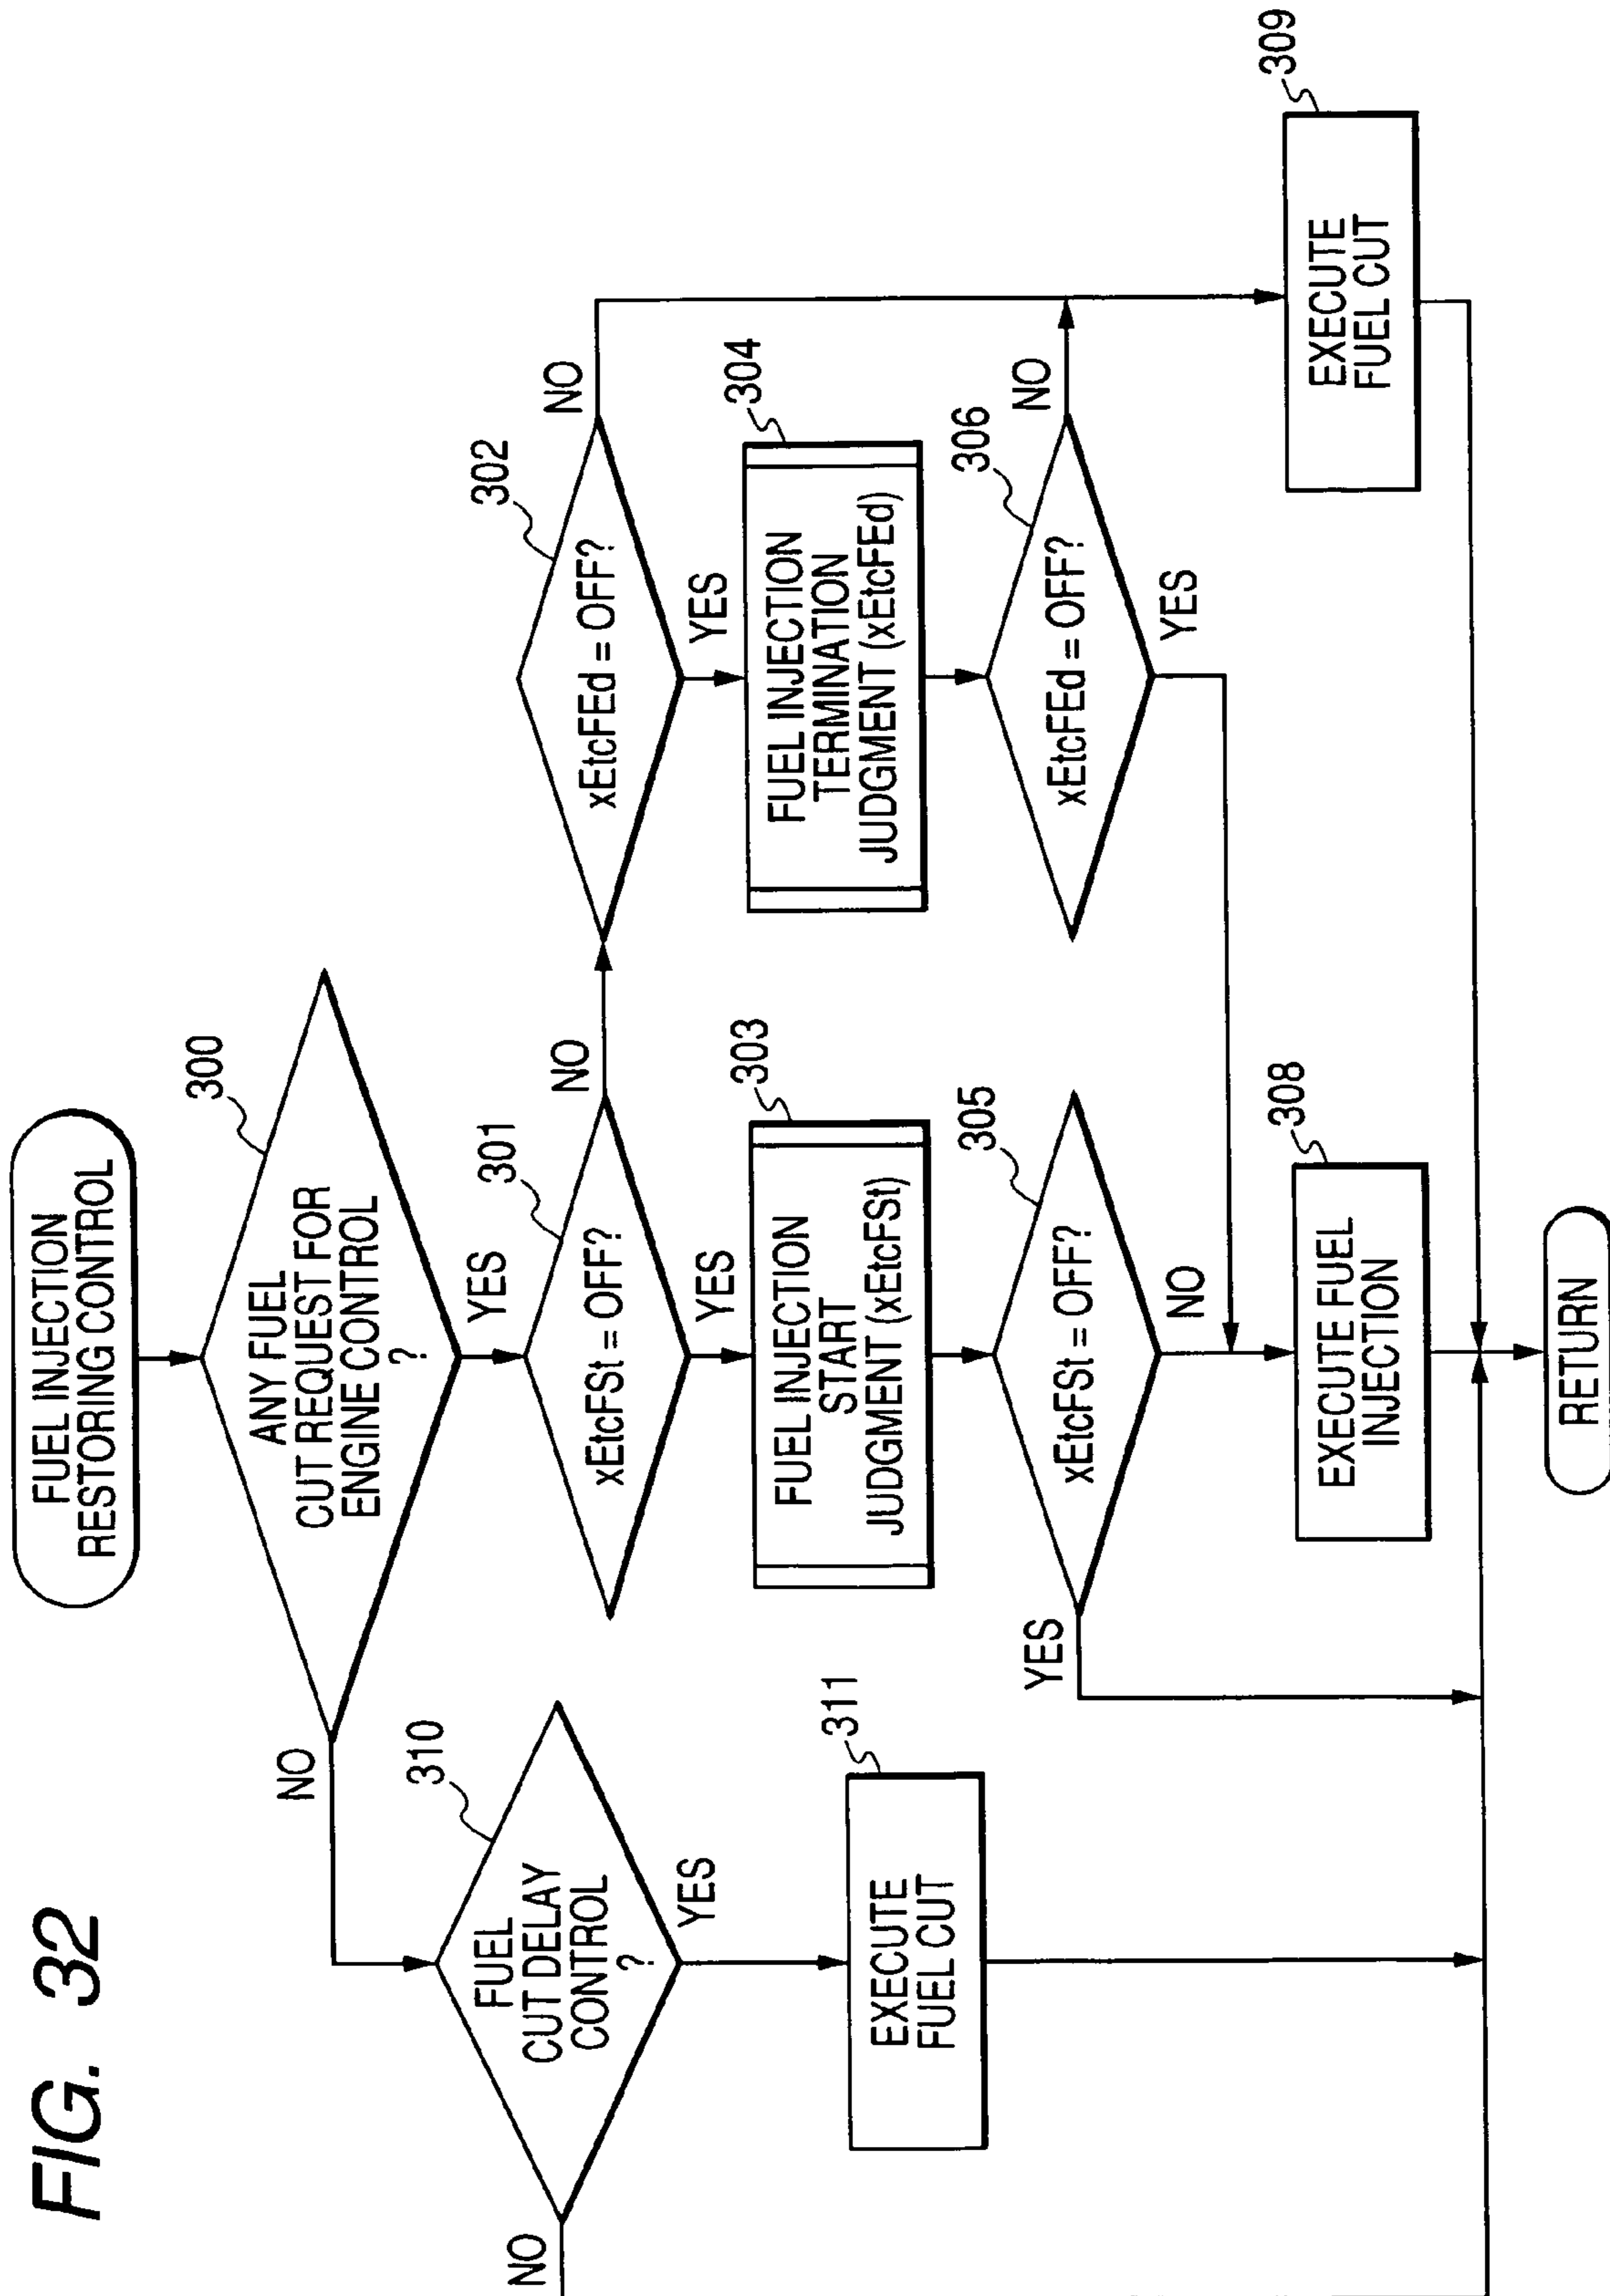 FIG. 32
FUEL INJECTION
RESTORING CONTROL
300
ANY FUEL
CUT REQUEST FOR
ENGINE CONTROL
?
NO
YES
310
FUEL
CUT DELAY
CONTROL
?
NO
YES
311
EXECUTE
FUEL CUT
301
xEtcFSt = OFF?
NO
YES
302
xEtcFEd = OFF?
NO
YES
303
FUEL INJECTION
START
JUDGMENT (xEtcFSt)
304
FUEL INJECTION
TERMINATION
JUDGMENT (xEtcFEd)
305
xEtcFSt = OFF?
YES
NO
306
xEtcFEd = OFF?
NO
YES
308
EXECUTE FUEL
INJECTION
309
EXECUTE
FUEL CUT
RETURN